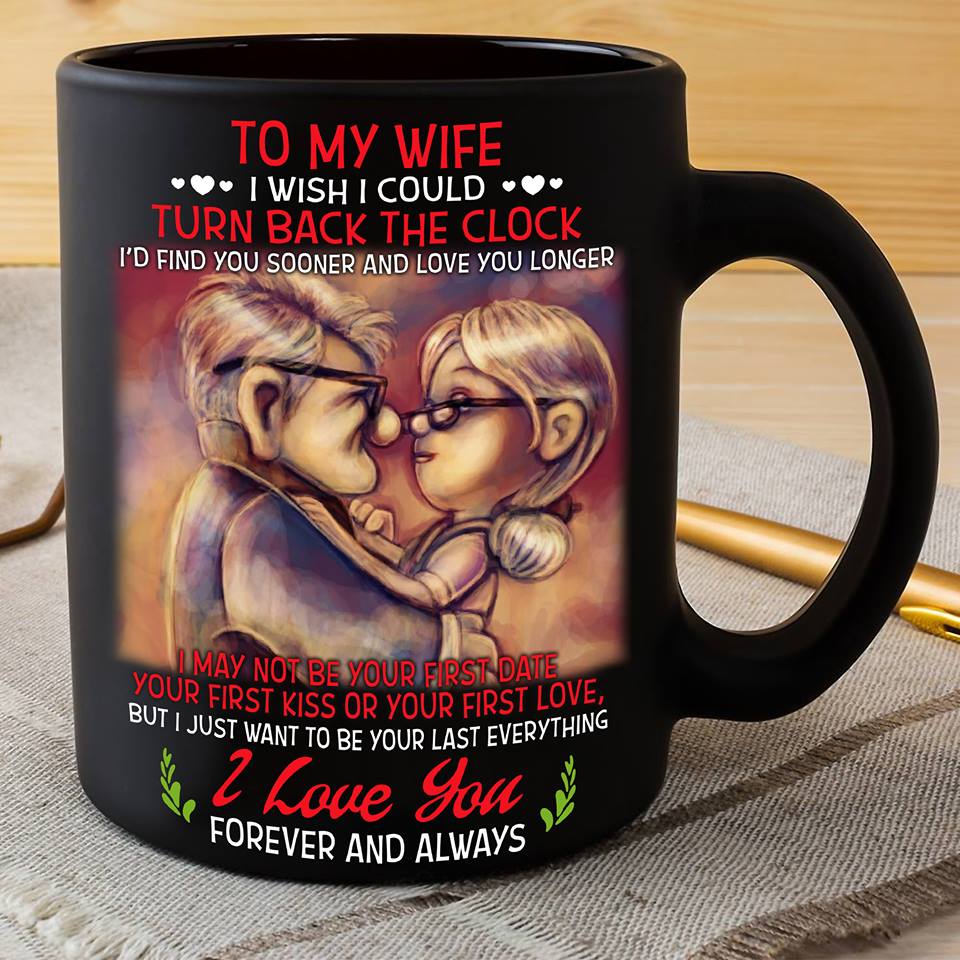 TO MY WIFE
I WISH I COULD
TURN BACK THE CLOCK
I'D FIND YOU SOONER AND LOVE YOU LONGER
I MAY NOT BE YOUR FIRST DATE
YOUR FIRST KISS OR YOUR FIRST LOVE,
BUT I JUST WANT TO BE YOUR LAST EVERYTHING
I Love You
FOREVER AND ALWAYS